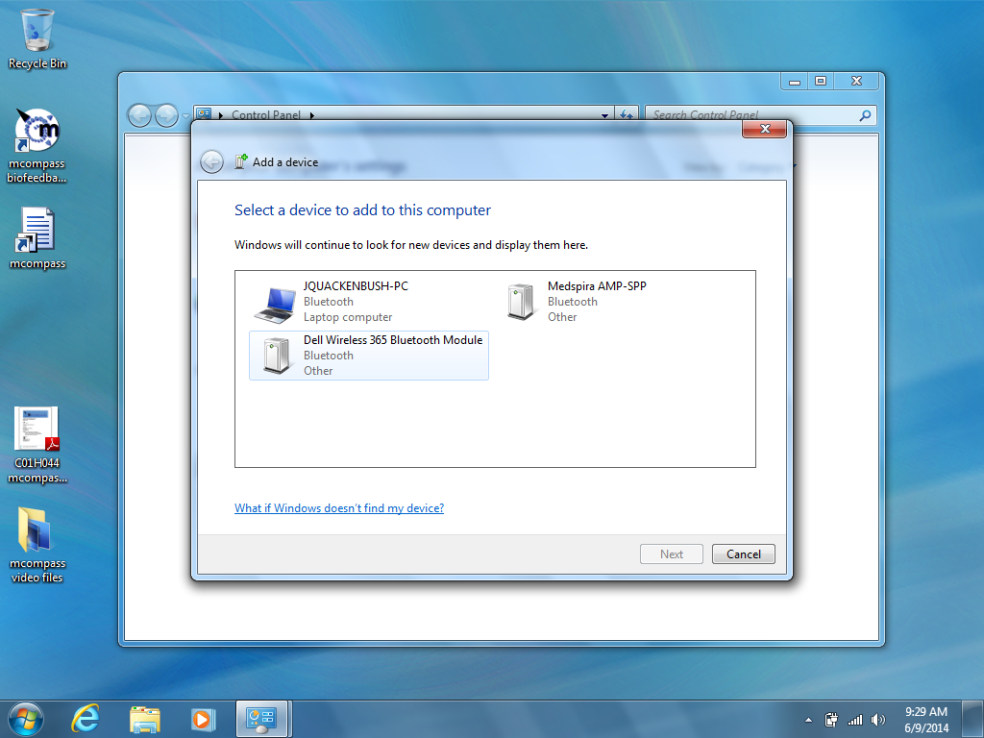 Recycle Bin
mcompass
biofeedba...
mcompass
C01H044
mcompas...
mcompass
video files
Control Panel
Search Control Panel
Add a device
Select a device to add to this computer
Windows will continue to look for new devices and display them here.
JQUACKENBUSH-PC
Bluetooth
Laptop computer
Medspira AMP-SPP
Bluetooth
Other
Dell Wireless 365 Bluetooth Module
Bluetooth
Other
What if Windows doesn't find my device?
Next
Cancel
9:29 AM
6/9/2014